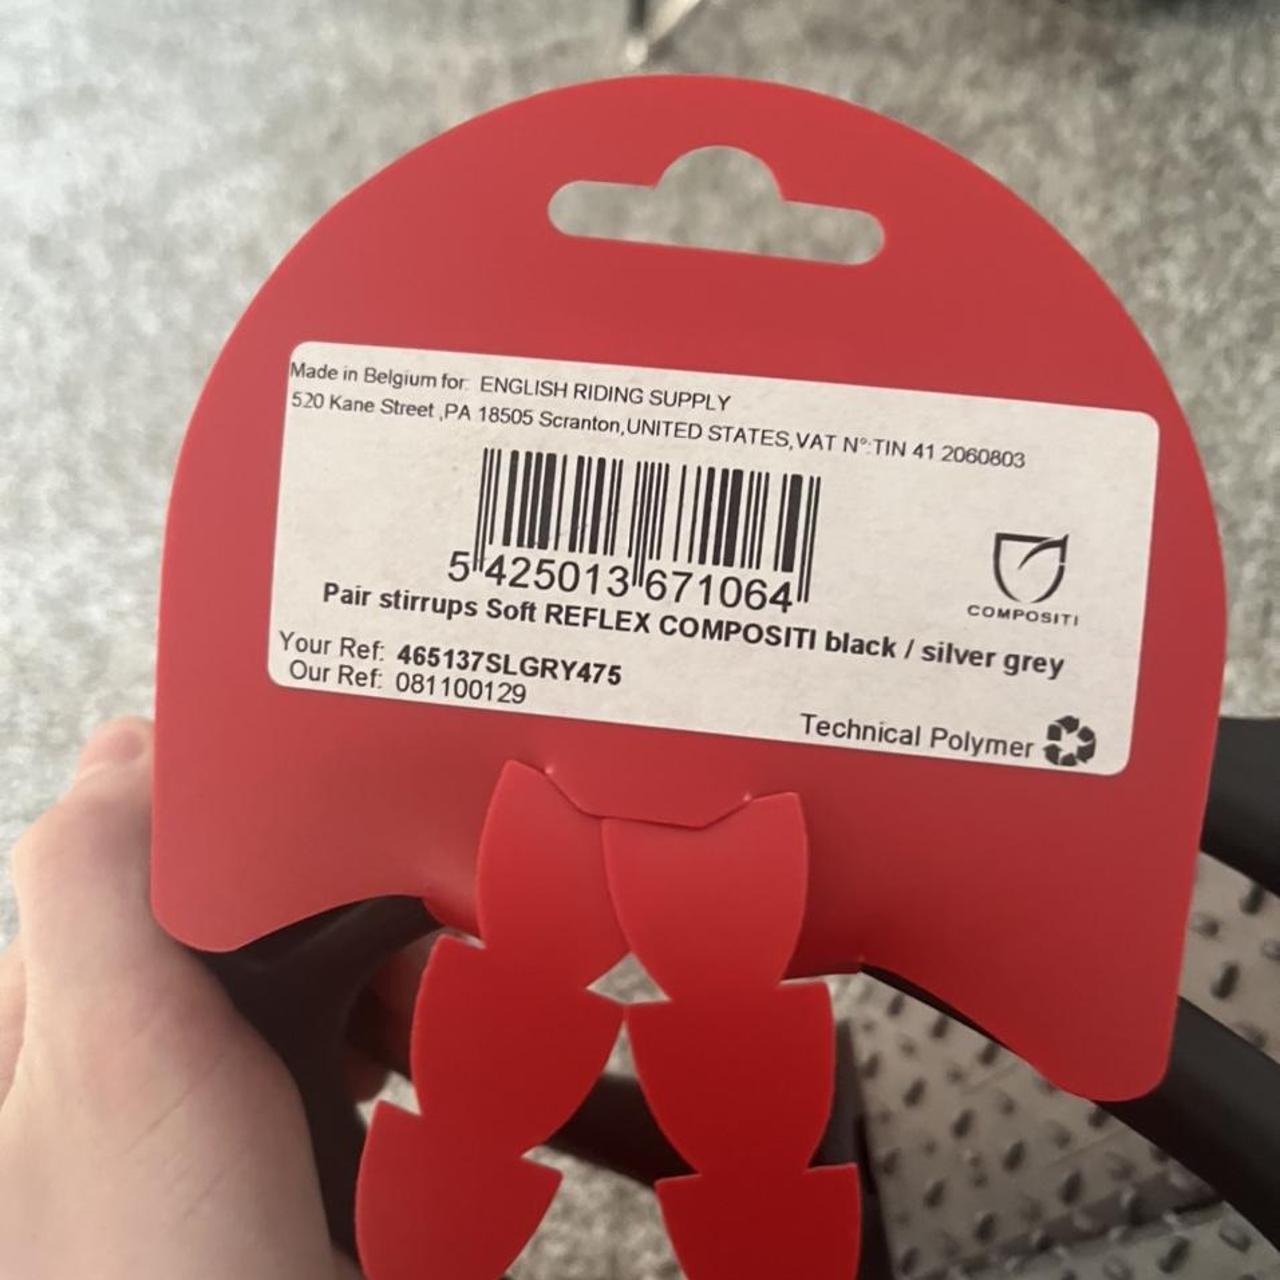 Made in Belgium for: ENGLISH RIDING SUPPLY
520 Kane Street ,PA 18505 Scranton,UNITED STATES,VAT N°:TIN 41 2060803
5 425013 671064
COMPOSITI
Pair stirrups Soft REFLEX COMPOSITI black / silver grey
Your Ref: 465137SLGRY475
Our Ref: 081100129
Technical Polymer